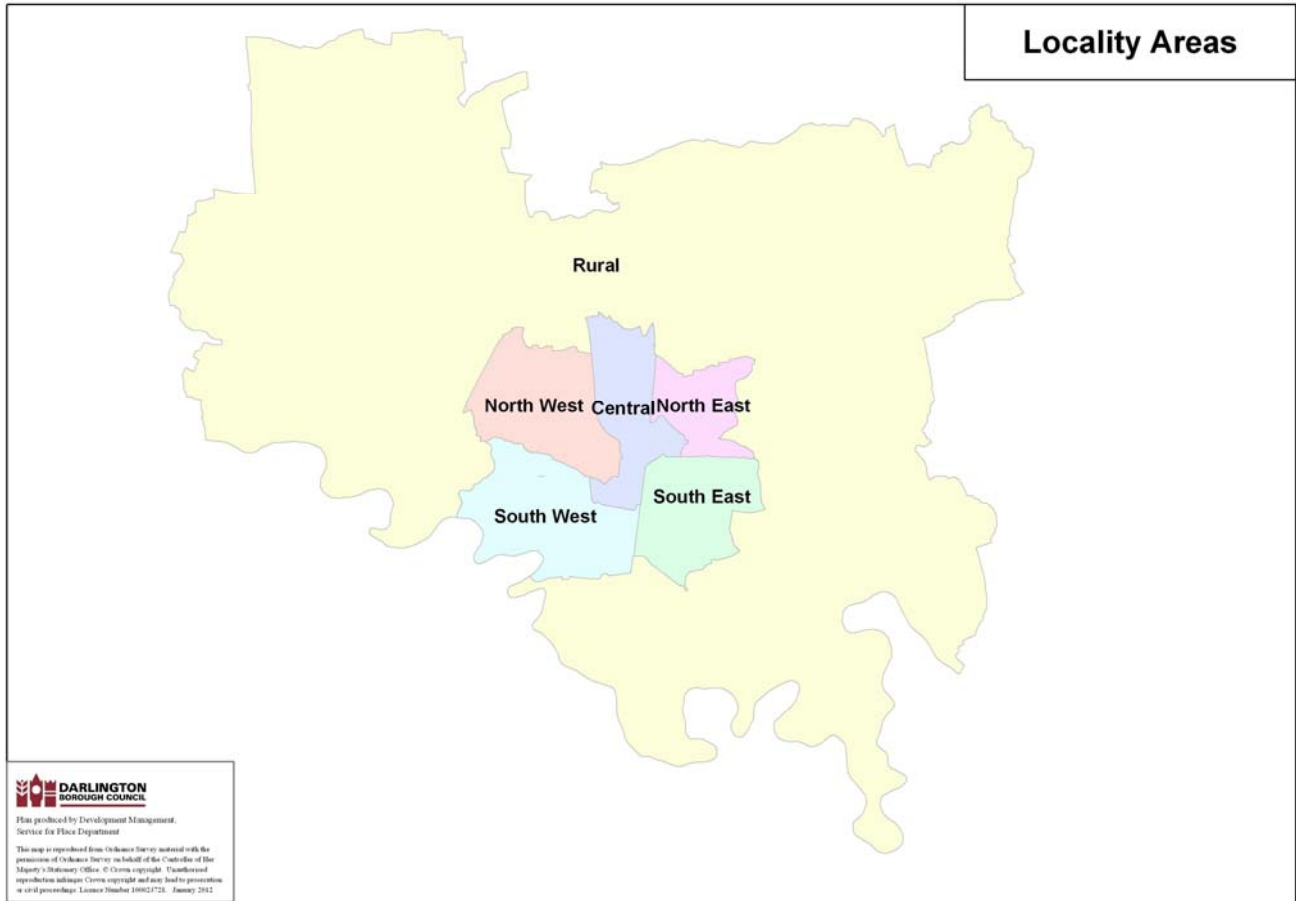 Locality Areas
Rural
North West
Central
North East
South East
South West
DARLINGTON
BOROUGH COUNCIL
Plan produced by Development Management,
Service for Place Department
This map is reproduced from Ordnance Survey material with the
permission of Ordnance Survey on behalf of the Controller of Her
Majesty's Stationary Office. © Crown copyright. Unauthorised
reproduction infringes Crown copyright and may lead to prosecution
or civil proceedings. Licence Number 100023728. January 2012